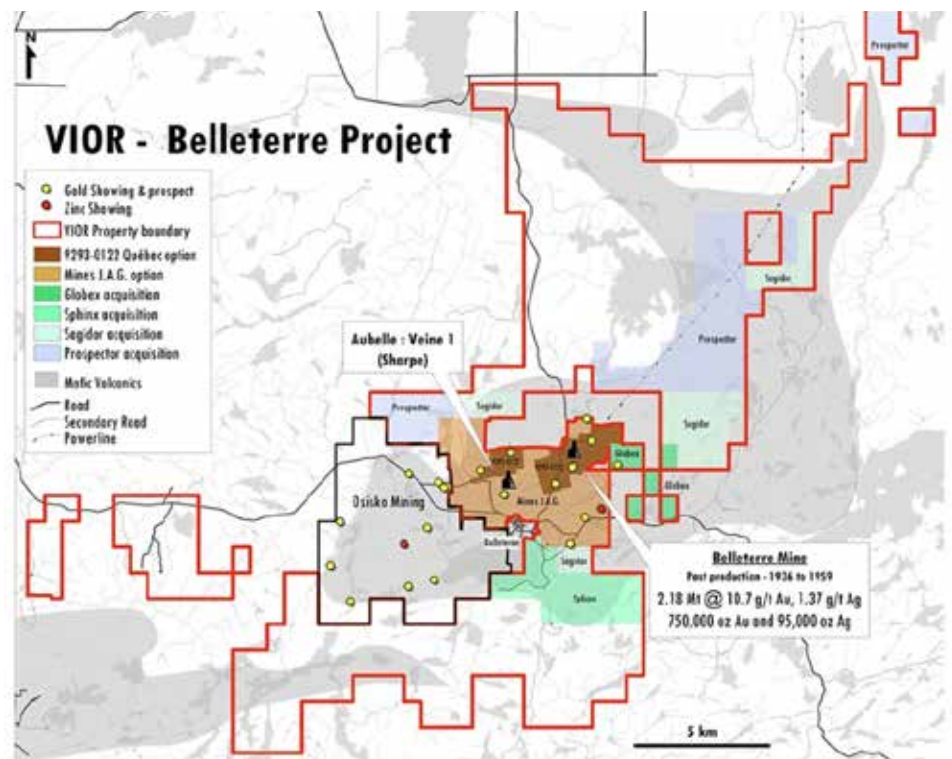 N
VIOR - Belleterre Project
Gold Showing & prospect
Zinc Showing
VIOR Property boundary
9293-0122 Québec option
Mines J.A.G. option
Globex acquisition
Sphinx acquisition
Sagidor acquisition
Prospector acquisition
Mafic Volcanics
Road
Secondary Road
Powerline
Prospector
Sagidor
Prospector
Aubelle : Veine 1
(Sharpe)
Prospector
Sagidor
Sagidor
Globex
Globex
Osisko Mining
Mines J.A.G.
Belleterre
Sagidor
Sphinx
Belleterre Mine
Past production - 1936 to 1959
2.18 Mt @ 10.7 g/t Au, 1.37 g/t Ag
750,000 oz Au and 95,000 oz Ag
5 km